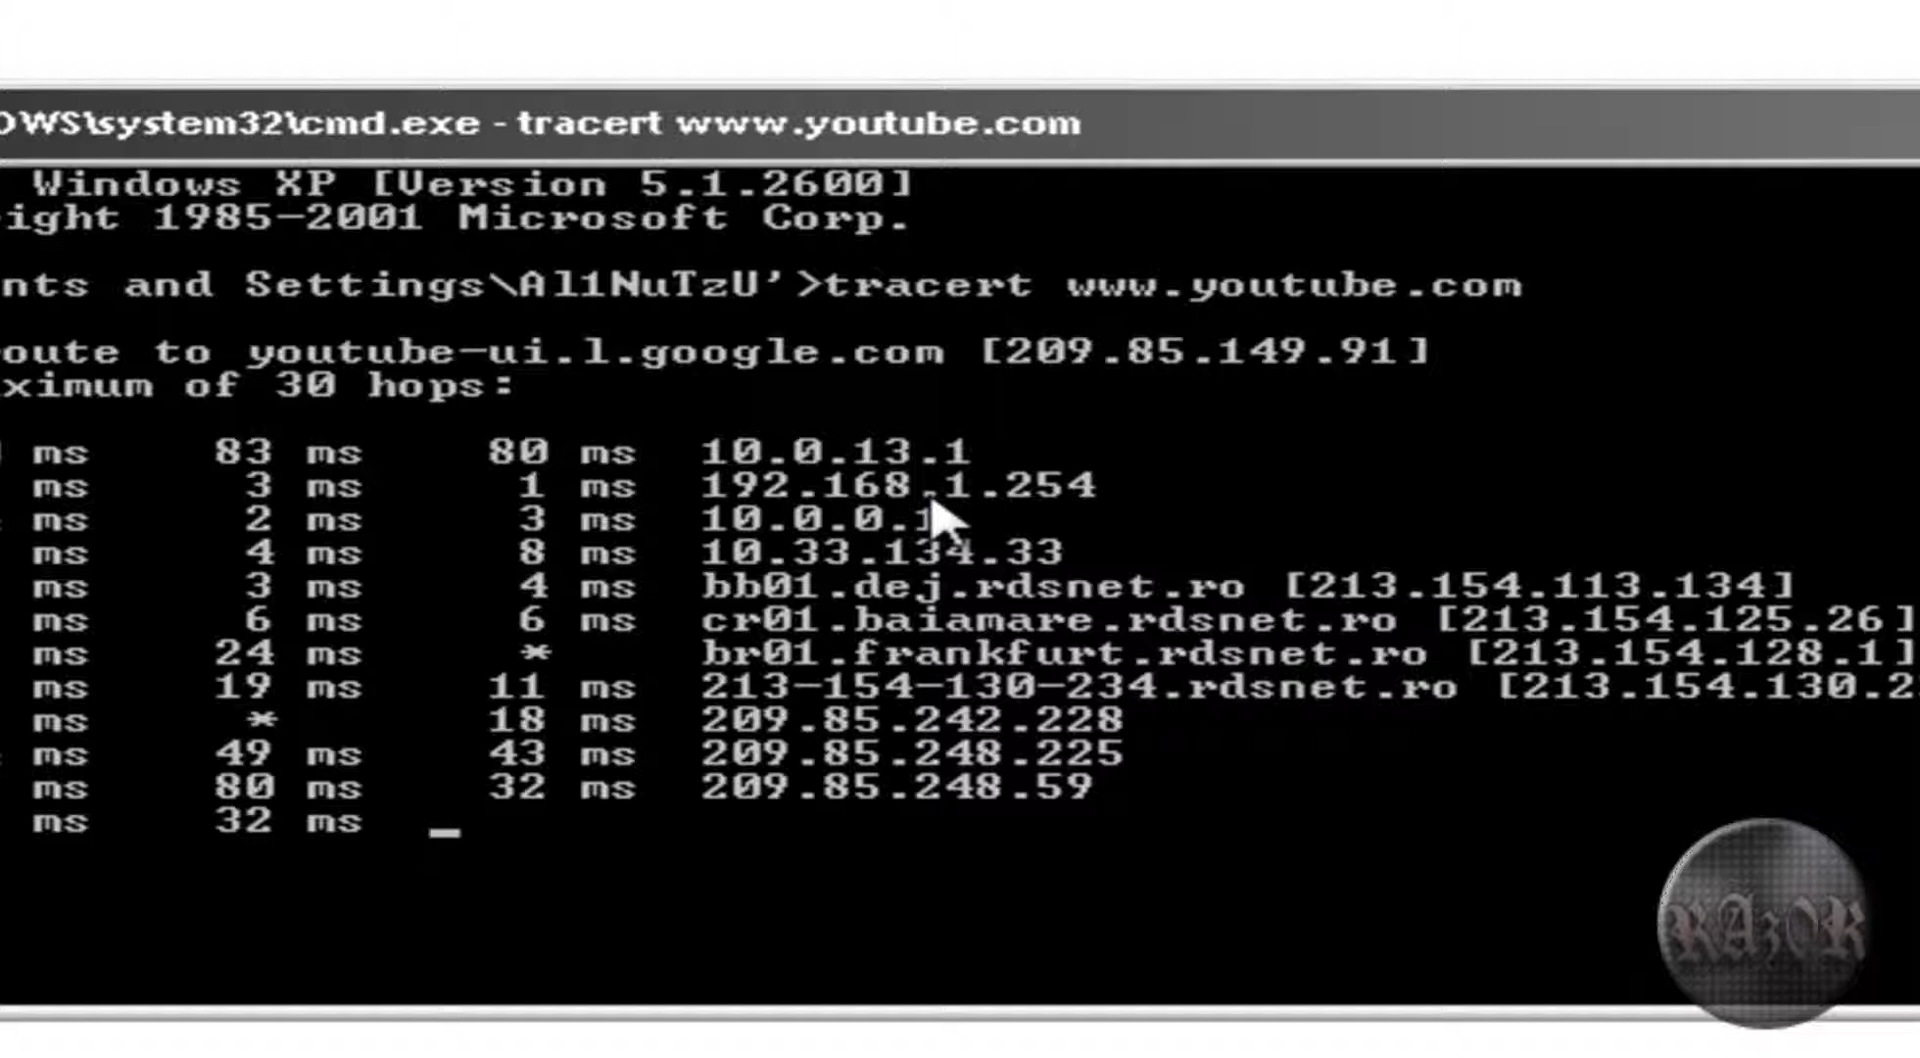 OWS\system32\cmd.exe - tracert www.youtube.com
Windows XP [Version 5.1.2600]
ight 1985-2001 Microsoft Corp.
nts and Settings\Al1NuTzU'>tracert www.youtube.com
oute to youtube-ui.l.google.com [209.85.149.91]
ximum of 30 hops:
ms 83 ms 80 ms 10.0.13.1
ms 3 ms 1 ms 192.168.1.254
ms 2 ms 3 ms 10.0.0.1
ms 4 ms 8 ms 10.33.134.33
ms 3 ms 4 ms bb01.dej.rdsnet.ro [213.154.113.134]
ms 6 ms 6 ms cr01.baiamare.rdsnet.ro [213.154.125.26]
ms 24 ms * br01.frankfurt.rdsnet.ro [213.154.128.1]
ms 19 ms 11 ms 213-154-130-234.rdsnet.ro [213.154.130.2
ms * 18 ms 209.85.242.228
ms 49 ms 43 ms 209.85.248.225
ms 80 ms 32 ms 209.85.248.59
ms 32 ms _
RAzOR